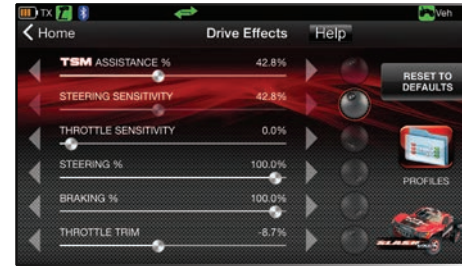 TX Veh
Home Drive Effects Help
TSM ASSISTANCE % 42.8%
RESET TO
DEFAULTS
STEERING SENSITIVITY 42.8%
THROTTLE SENSITIVITY 0.0%
STEERING % 100.0%
PROFILES
BRAKING % 100.0%
THROTTLE TRIM -8.7%
SLASH